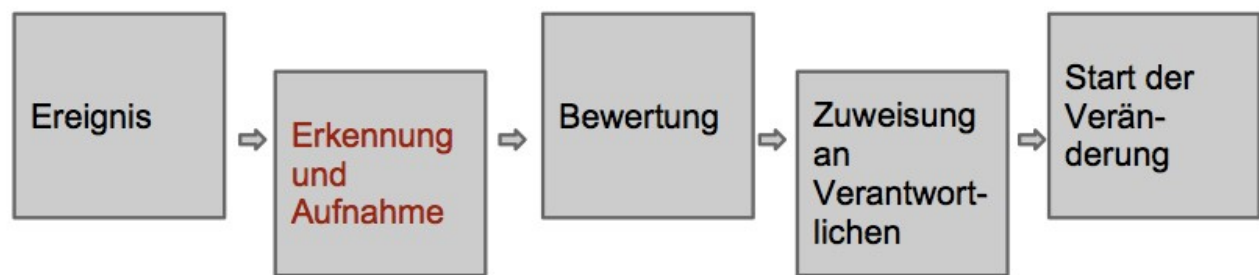 Ereignis
Erkennung
und
Aufnahme
Bewertung
Zuweisung
an
Verantwort-
lichen
Start der
Verän-
derung